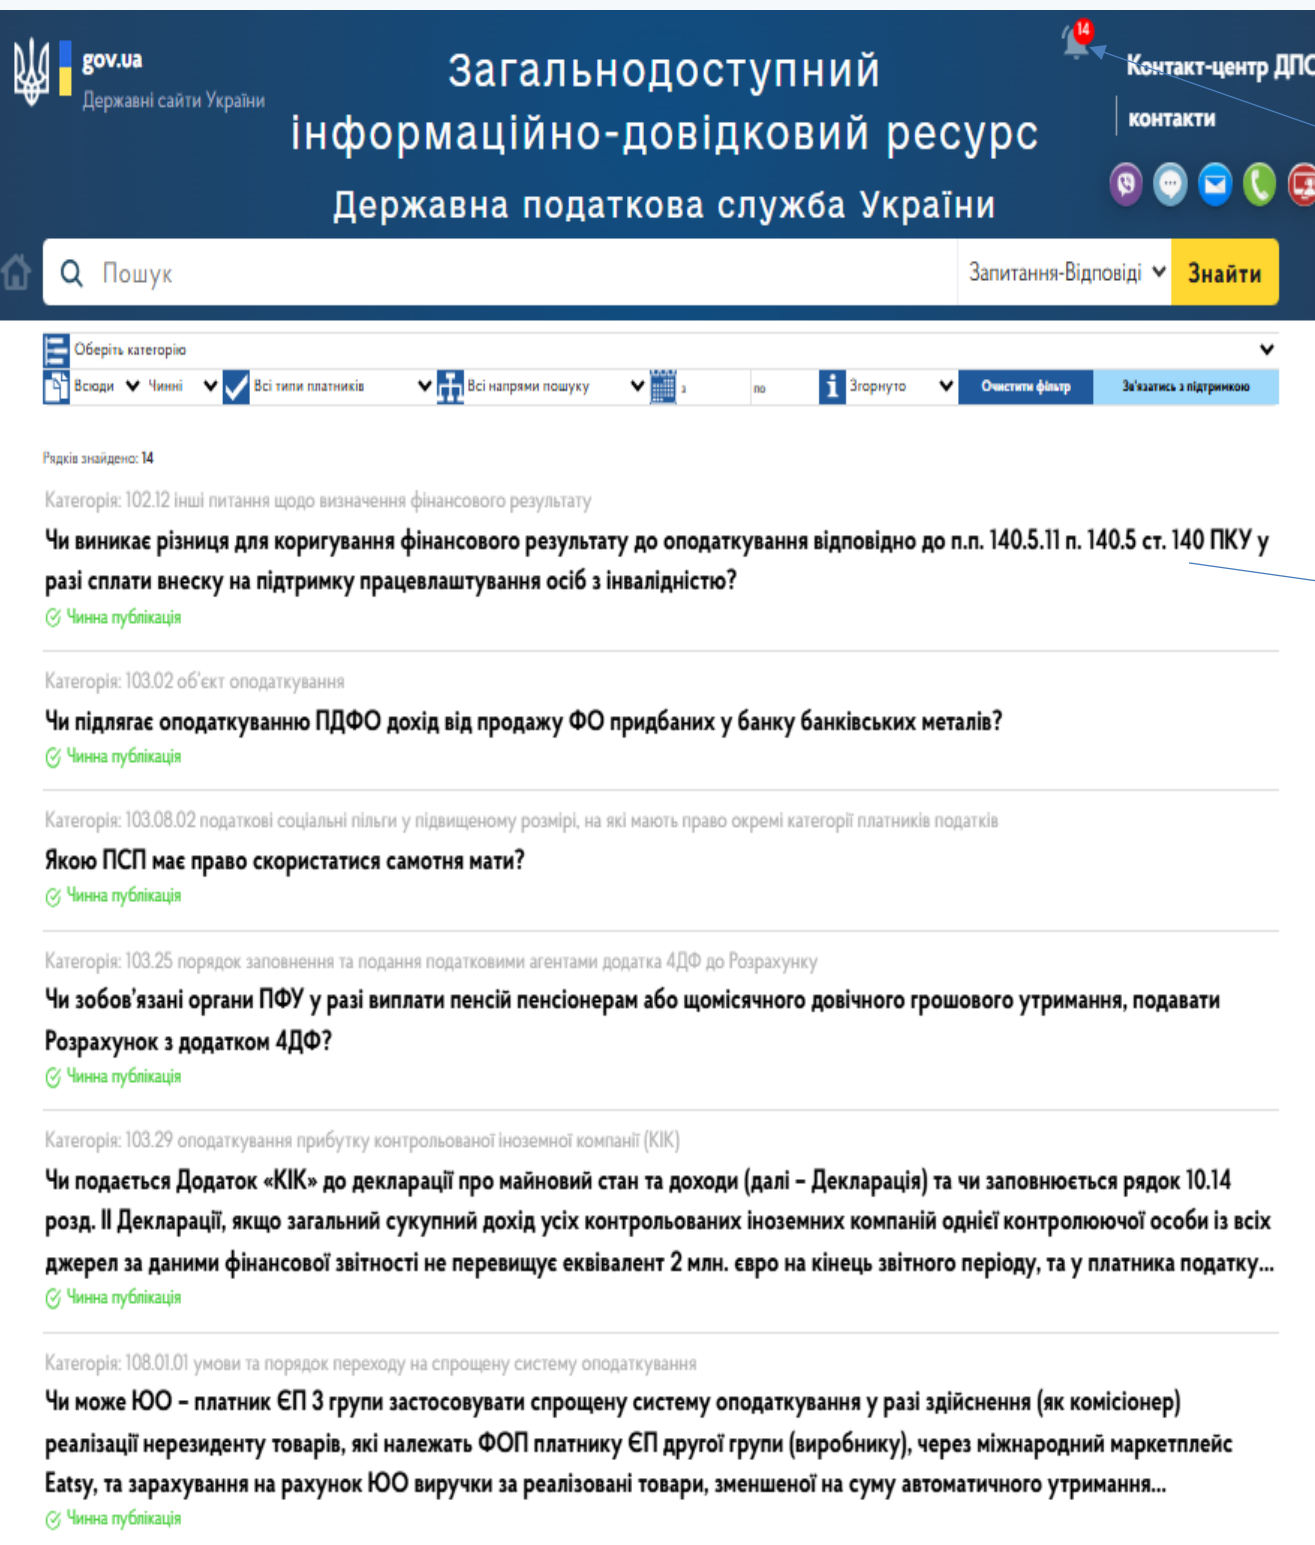 gov.ua
Державні сайти України
Загальнодоступний
інформаційно-довідковий ресурс
Державна податкова служба України
14
Контакт-центр ДПС
контакти
Пошук
Запитання-Відповіді
Знайти
Оберіть категорію
Всюди Чинні Всі типи платників Всі напрями пошуку з по Згорнуто Очистити фільтр Зв'язатись з підтримкою
Рядків знайдено: 14
Категорія: 102.12 інші питання щодо визначення фінансового результату
Чи виникає різниця для коригування фінансового результату до оподаткування відповідно до п.п. 140.5.11 п. 140.5 ст. 140 ПКУ у
разі сплати внеску на підтримку працевлаштування осіб з інвалідністю?
Чинна публікація
Категорія: 103.02 об'єкт оподаткування
Чи підлягає оподаткуванню ПДФО дохід від продажу ФО придбаних у банку банківських металів?
Чинна публікація
Категорія: 103.08.02 податкові соціальні пільги у підвищеному розмірі, на які мають право окремі категорії платників податків
Якою ПСП має право скористатися самотня мати?
Чинна публікація
Категорія: 103.25 порядок заповнення та подання податковими агентами додатка 4ДФ до Розрахунку
Чи зобов’язані органи ПФУ у разі виплати пенсій пенсіонерам або щомісячного довічного грошового утримання, подавати
Розрахунок з додатком 4ДФ?
Чинна публікація
Категорія: 103.29 оподаткування прибутку контрольованої іноземної компанії (КІК)
Чи подається Додаток «КІК» до декларації про майновий стан та доходи (далі – Декларація) та чи заповнюється рядок 10.14
розд. II Декларації, якщо загальний сукупний дохід усіх контрольованих іноземних компаній однієї контролюючої особи із всіх
джерел за даними фінансової звітності не перевищує еквівалент 2 млн. євро на кінець звітного періоду, та у платника податку...
Чинна публікація
Категорія: 108.01.01 умови та порядок переходу на спрощену систему оподаткування
Чи може ЮО – платник ЄП 3 групи застосовувати спрощену систему оподаткування у разі здійснення (як комісіонер)
реалізації нерезиденту товарів, які належать ФОП платнику ЄП другої групи (виробнику), через міжнародний маркетплейс
Eatsy, та зарахування на рахунок ЮО виручки за реалізовані товари, зменшеної на суму автоматичного утримання...
Чинна публікація